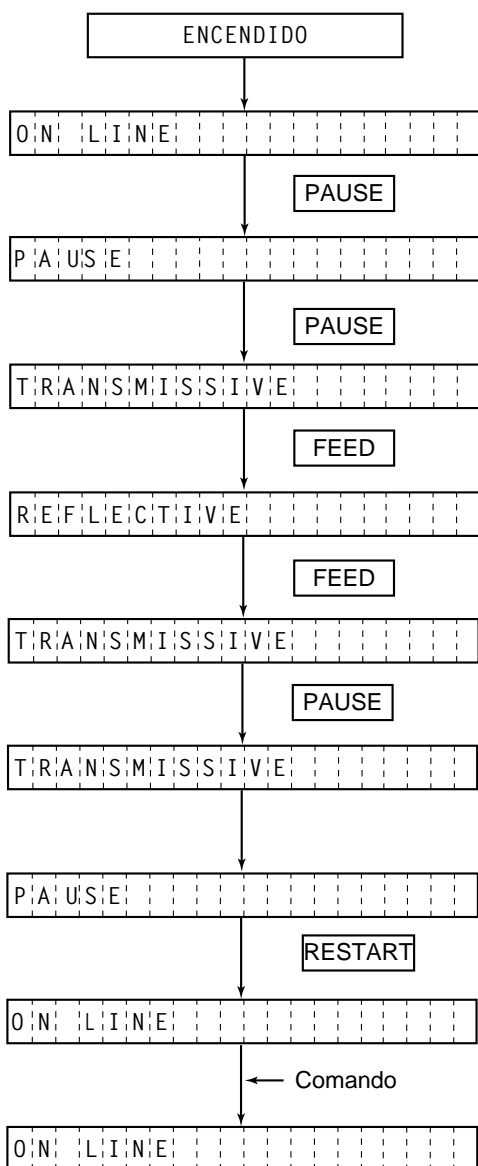 ENCENDIDO
ON LINE
PAUSE
PAUSE
PAUSE
TRANSMISSIVE
FEED
REFLECTIVE
FEED
TRANSMISSIVE
PAUSE
TRANSMISSIVE
PAUSE
RESTART
ON LINE
Comando
ON LINE